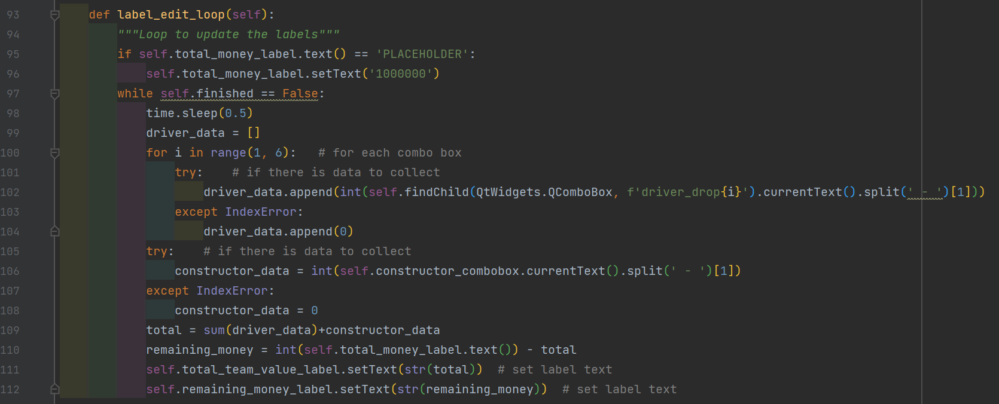 93 def label_edit_loop(self):
94 """Loop to update the labels"""
95 if self.total_money_label.text() == 'PLACEHOLDER':
96 self.total_money_label.setText('1000000')
97 while self.finished == False:
98 time.sleep(0.5)
99 driver_data = []
100 for i in range(1, 6):   # for each combo box
101 try:    # if there is data to collect
102 driver_data.append(int(self.findChild(QtWidgets.QComboBox, f'driver_drop{i}').currentText().split(' - ')[1]))
103 except IndexError:
104 driver_data.append(0)
105 try:    # if there is data to collect
106 constructor_data = int(self.constructor_combobox.currentText().split(' - ')[1])
107 except IndexError:
108 constructor_data = 0
109 total = sum(driver_data)+constructor_data
110 remaining_money = int(self.total_money_label.text()) - total
111 self.total_team_value_label.setText(str(total))  # set label text
112 self.remaining_money_label.setText(str(remaining_money))  # set label text